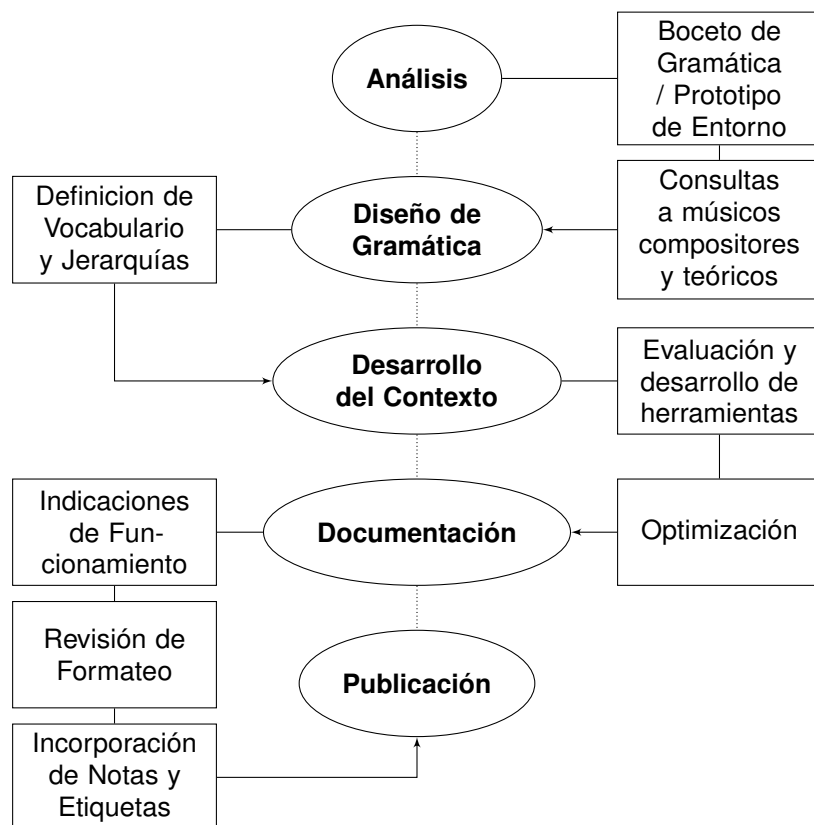 Análisis
Boceto de
Gramática
/ Prototipo
de Entorno
Definicion de
Vocabulario
y Jerarquías
Diseño de
Gramática
Consultas
a músicos
compositores
y teóricos
Desarrollo
del Contexto
Evaluación y
desarrollo de
herramientas
Indicaciones
de Fun-
cionamiento
Documentación
Optimización
Revisión de
Formateo
Publicación
Incorporación
de Notas y
Etiquetas